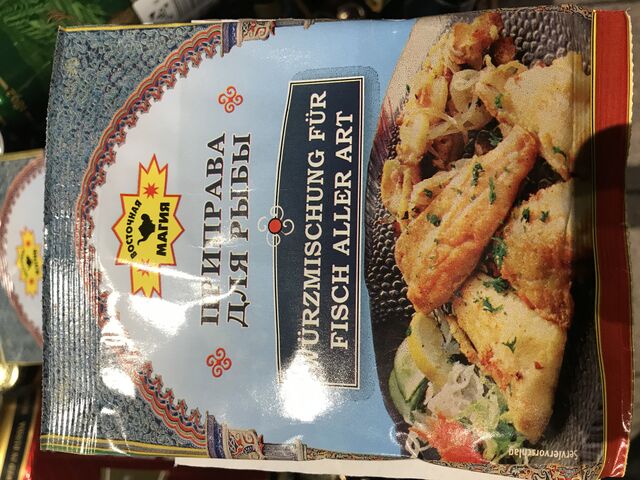 ВОСТОЧНАЯ
МАГИЯ
ПРИПРАВА
ДЛЯ РЫБЫ
WÜRZMISCHUNG FÜR
FISCH ALLER ART
Serviervorschlag